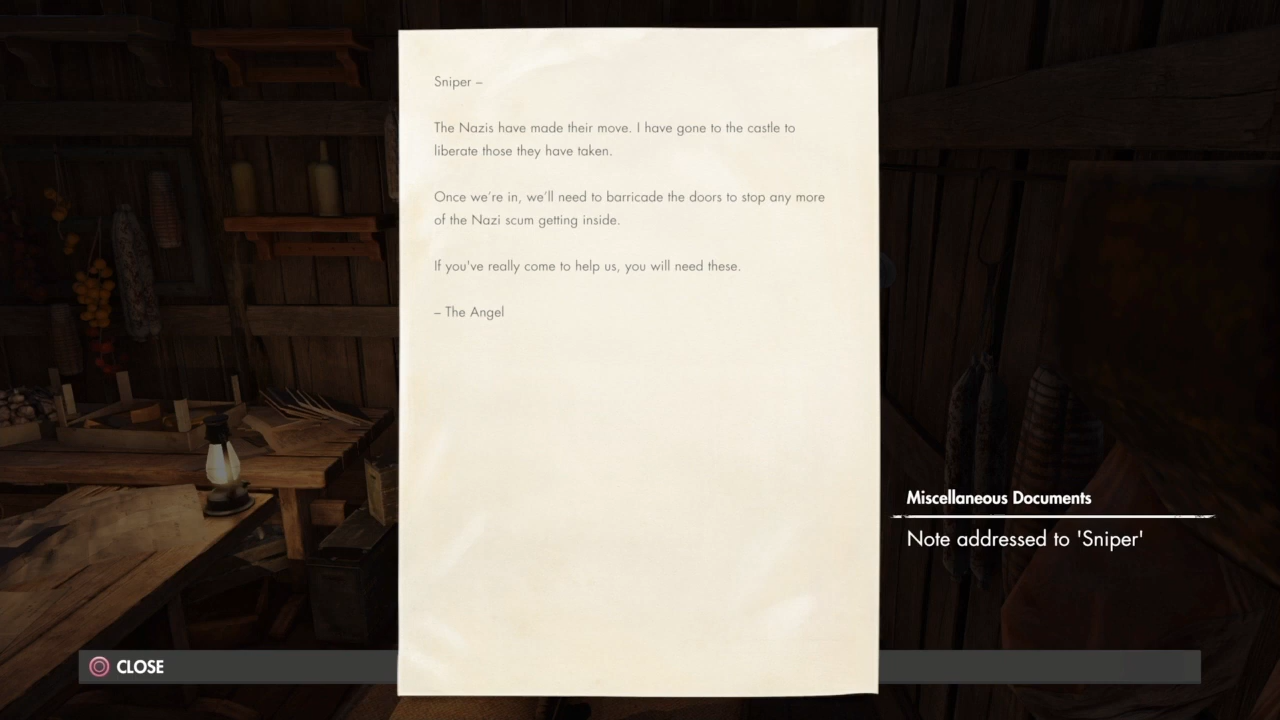 Sniper –
The Nazis have made their move. I have gone to the castle to
liberate those they have taken.
Once we're in, we'll need to barricade the doors to stop any more
of the Nazi scum getting inside.
If you've really come to help us, you will need these.
– The Angel
Miscellaneous Documents
Note addressed to 'Sniper'
CLOSE